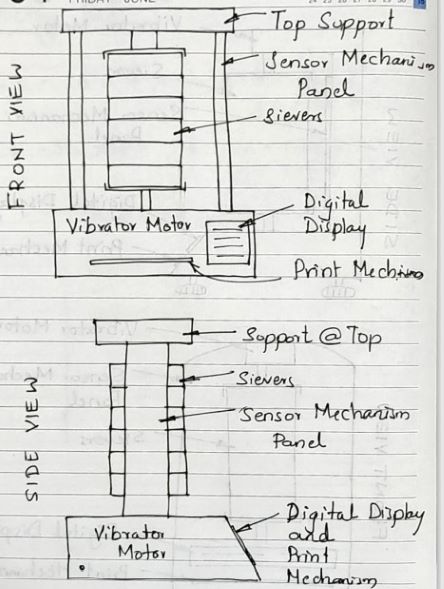 FRIDAY JUNE
Top Support
Sensor Mechanism
Panel
Sievers
FRONT VIEW
Digital
Display
Vibrator Motor
Print Mechism
Support @ Top
Sievers
Sensor Mechanism
Panel
SIDE VIEW
Digital Display
and
Print
Mechanism
Vibrator
Motor